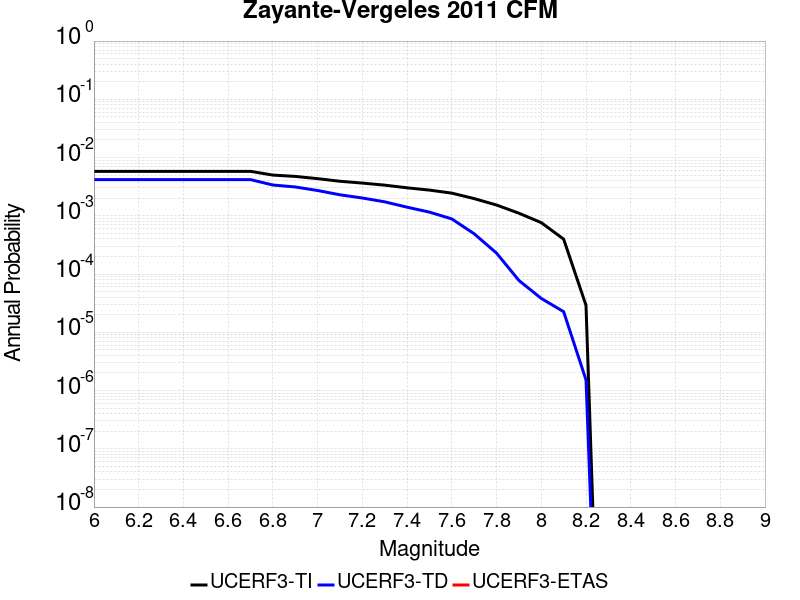 Zayante-Vergeles 2011 CFM
10^0
10^-1
10^-2
10^-3
10^-4
10^-5
10^-6
10^-7
10^-8
Annual Probability
6 6.2 6.4 6.6 6.8 7 7.2 7.4 7.6 7.8 8 8.2 8.4 8.6 8.8 9
Magnitude
UCERF3-TI UCERF3-TD UCERF3-ETAS